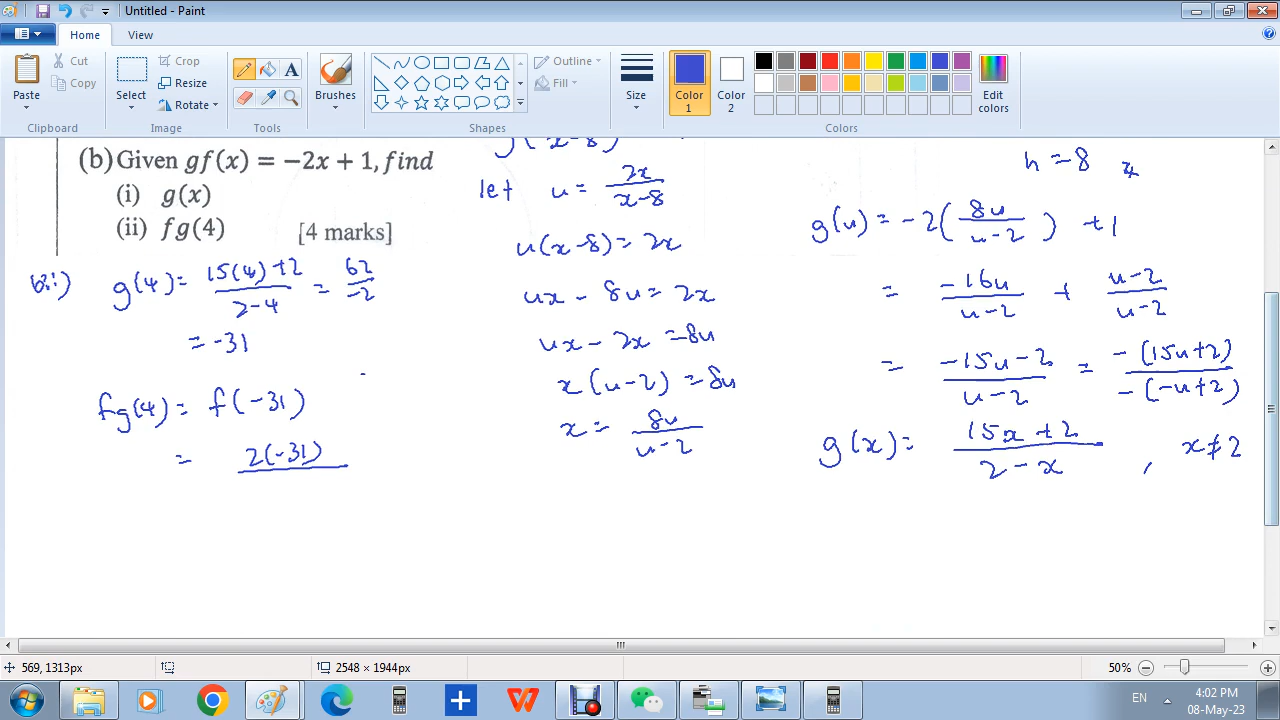 Untitled - Paint
Home
View
Paste
Cut
Copy
Clipboard
Select
Crop
Resize
Rotate
Image
Tools
Brushes
Shapes
Outline
Fill
Size
Color 1
Color 2
Edit colors
Colors
(b) Given gf(x) = −2x + 1, find
(i) g(x)
(ii) fg(4) [4 marks]
g(4) = 15(4)+2 / 2-4 = 62 / -2
= -31
fg(4) = f(-31)
= 2(-31)
let u = 2x / x-8
u(x-8) = 2x
ux - 8u = 2x
ux - 2x = 8u
x(u-2) = 8u
x = 8u / u-2
h = 8
g(u) = -2(8u / u-2) + 1
= -16u / u-2 + u-2 / u-2
= -15u-2 / u-2 = -(15u+2) / -(-u+2)
g(x) = 15x+2 / 2-x , x≠2
569, 1313px
2548 × 1944px
50%
EN
4:02 PM
08-May-23